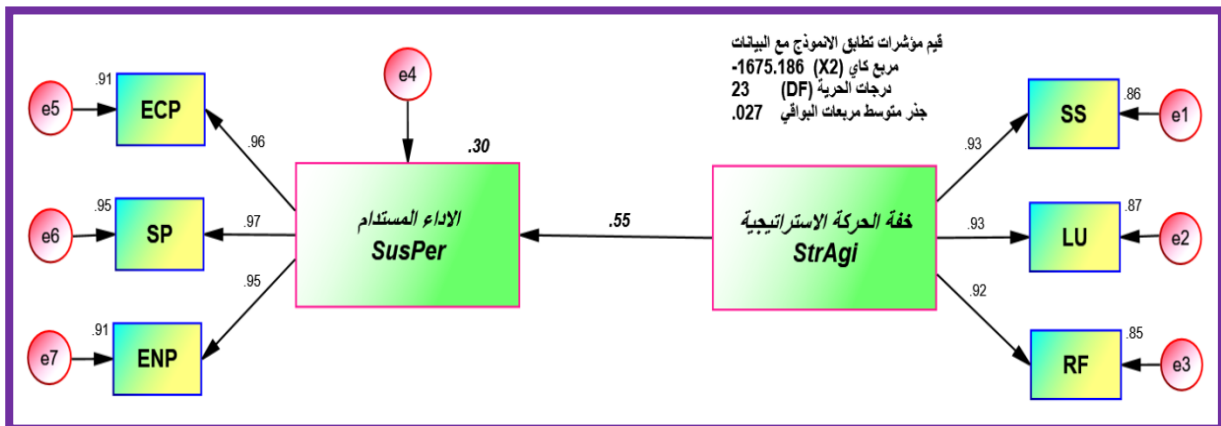 قيم مؤشرات تطابق الانموذج مع البيانات
مربع كاي (X2) 1675.186-
درجات الحرية (DF) 23
جذر متوسط مربعات البواقي .027
e4
e5
.91
ECP
.96
.30
الاداء المستدام
SusPer
e6
.95
SP
.97
e7
.91
ENP
.95
.55
خفة الحركة الاستراتيجية
StrAgi
.93
SS
.86
e1
.93
LU
.87
e2
.92
RF
.85
e3